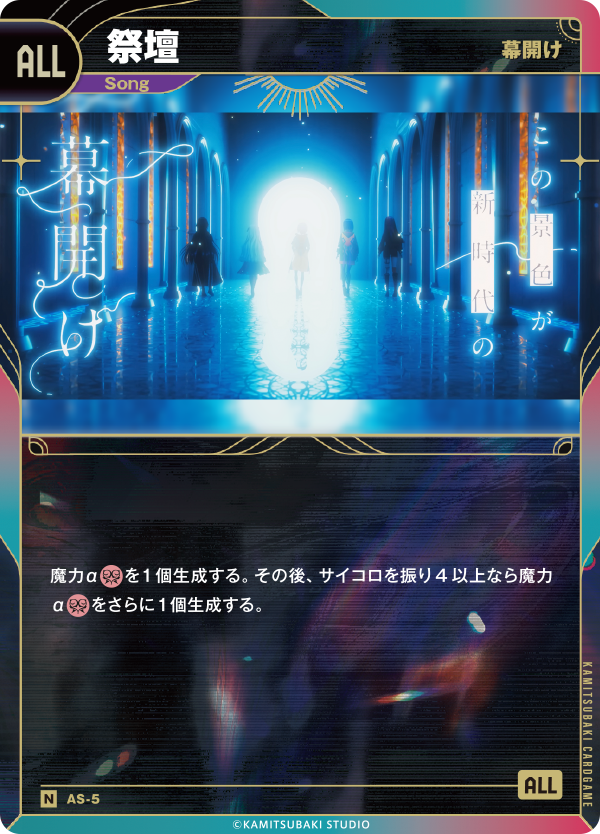 ALL
祭壇
幕開け
Song
幕開け
この景色が
新時代の
魔力αを1個生成する。その後、サイコロを振り4以上なら魔力
αをさらに1個生成する。
KAMITSUBAKI CARDGAME
ALL
N AS-5
©KAMITSUBAKI STUDIO